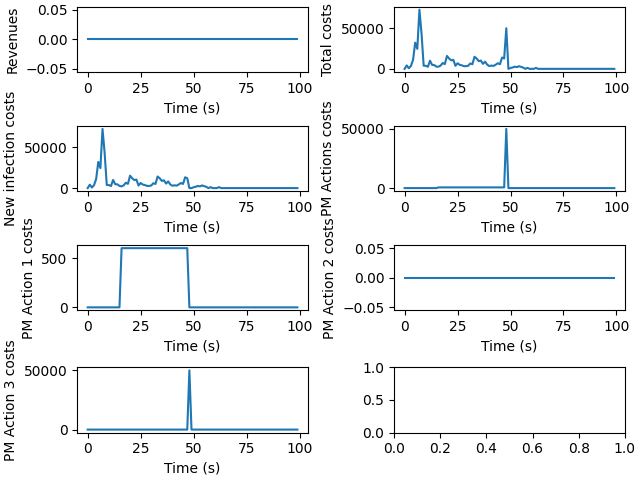 Revenues
0.05
0.00
−0.05
0 25 50 75 100
Time (s)
Total costs
50000
0
0 25 50 75 100
Time (s)
New infection costs
50000
0
0 25 50 75 100
Time (s)
PM Actions costs
50000
0
0 25 50 75 100
Time (s)
PM Action 1 costs
500
0
0 25 50 75 100
Time (s)
PM Action 2 costs
0.05
0.00
−0.05
0 25 50 75 100
Time (s)
PM Action 3 costs
50000
0
0 25 50 75 100
Time (s)
1.0
0.5
0.0
0.0 0.2 0.4 0.6 0.8 1.0